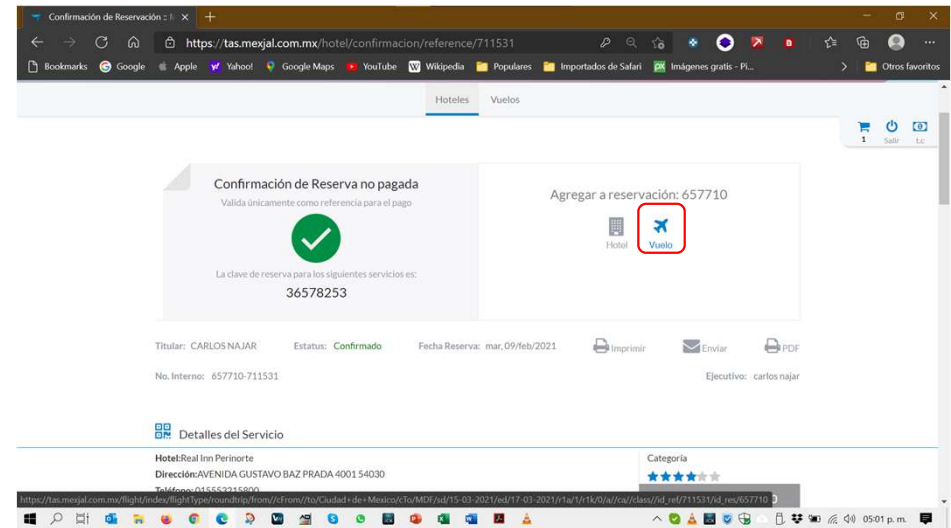 Confirmación de Reservación :: N
https://tas.mexjal.com.mx/hotel/confirmacion/reference/711531
Bookmarks Google Apple Yahoo! Google Maps YouTube Wikipedia Populares Importados de Safari Imágenes gratis - Pi... Otros favoritos
Hoteles Vuelos
1 Salir t.c
Confirmación de Reserva no pagada
Valida únicamente como referencia para el pago
La clave de reserva para los siguientes servicios es:
36578253
Agregar a reservación: 657710
Hotel Vuelo
Titular: CARLOS NAJAR Estatus: Confirmado Fecha Reserva: mar, 09/feb/2021 Imprimir Enviar PDF
No. Interno: 657710-711531 Ejecutivo: carlos najar
Detalles del Servicio
Hotel:Real Inn Perinorte Categoría
Dirección:AVENIDA GUSTAVO BAZ PRADA 4001 54030
Teléfono: 015553215800
https://tas.mexjal.com.mx/flight/index/flightType/roundtrip/from//cFrom//to/Ciudad+de+Mexico/cTo/MDF/sd/15-03-2021/ed/17-03-2021/r1a/1/r1k/0/a//ca//class//id_ref/711531/id_res/657710
05:01 p. m.